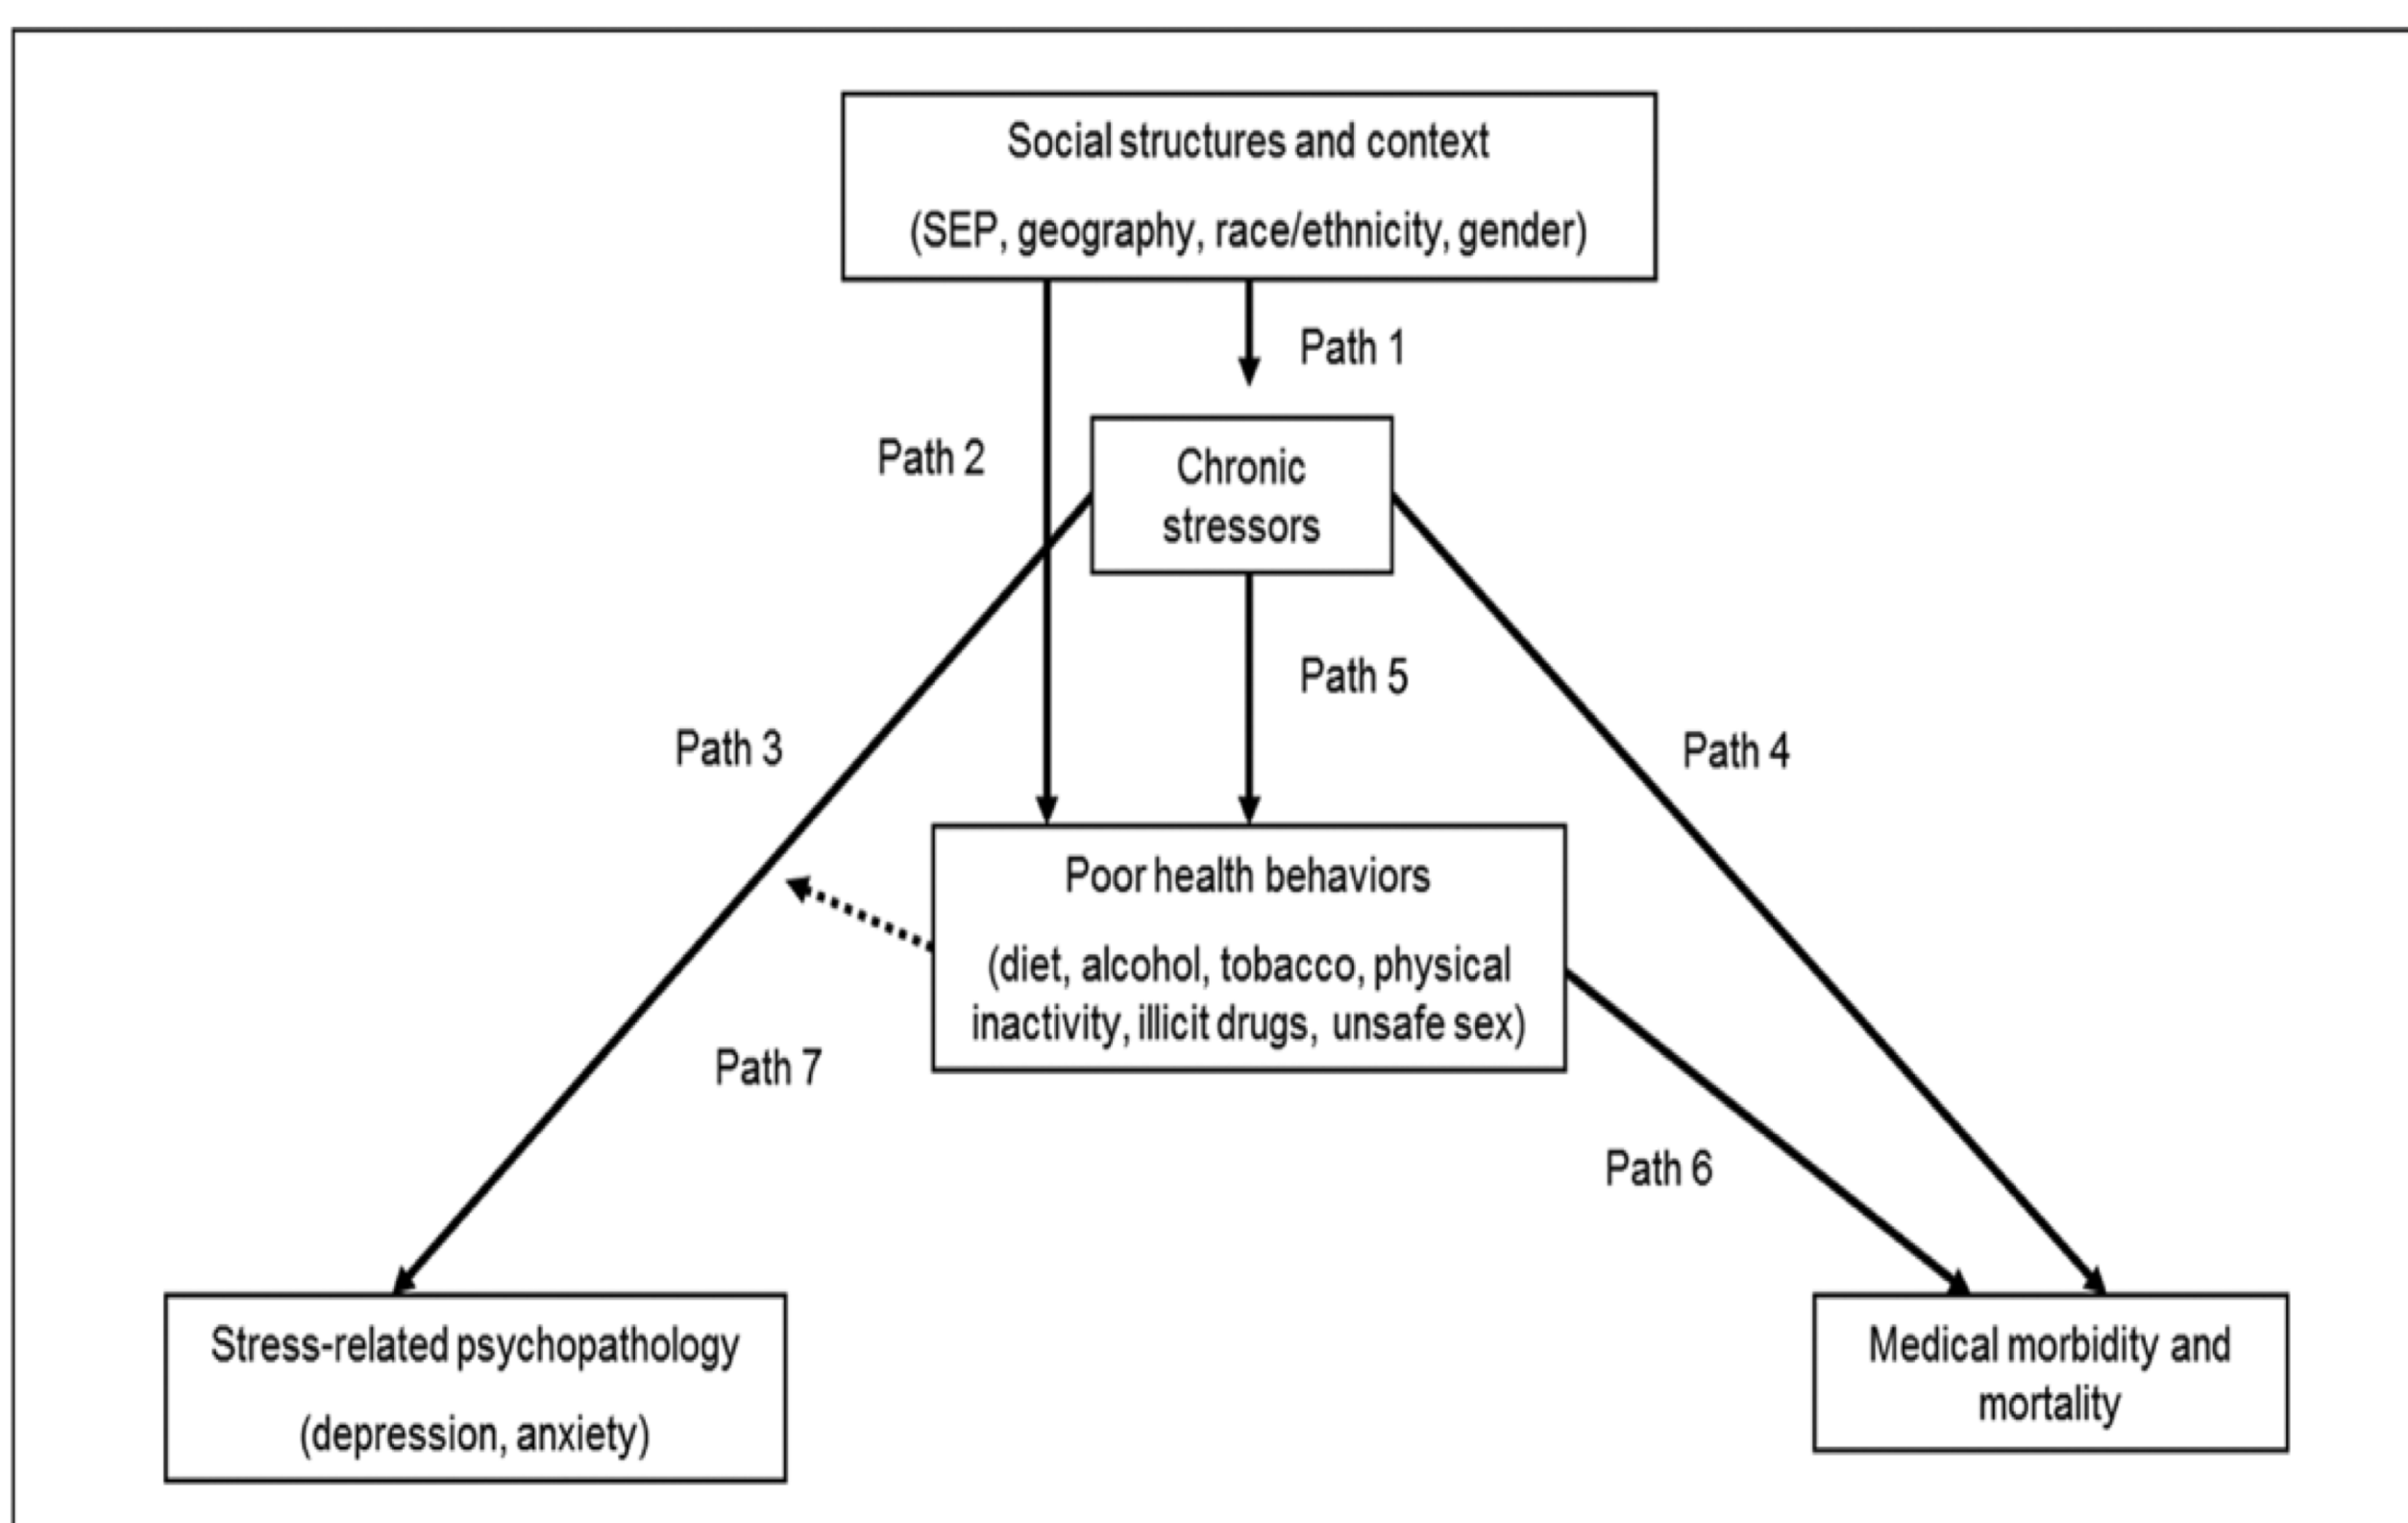 Social structures and context
(SEP, geography, race/ethnicity, gender)
Path 1
Path 2
Chronic
stressors
Path 5
Path 3
Path 4
Poor health behaviors
(diet, alcohol, tobacco, physical
inactivity, illicit drugs, unsafe sex)
Path 7
Path 6
Stress-related psychopathology
(depression, anxiety)
Medical morbidity and
mortality